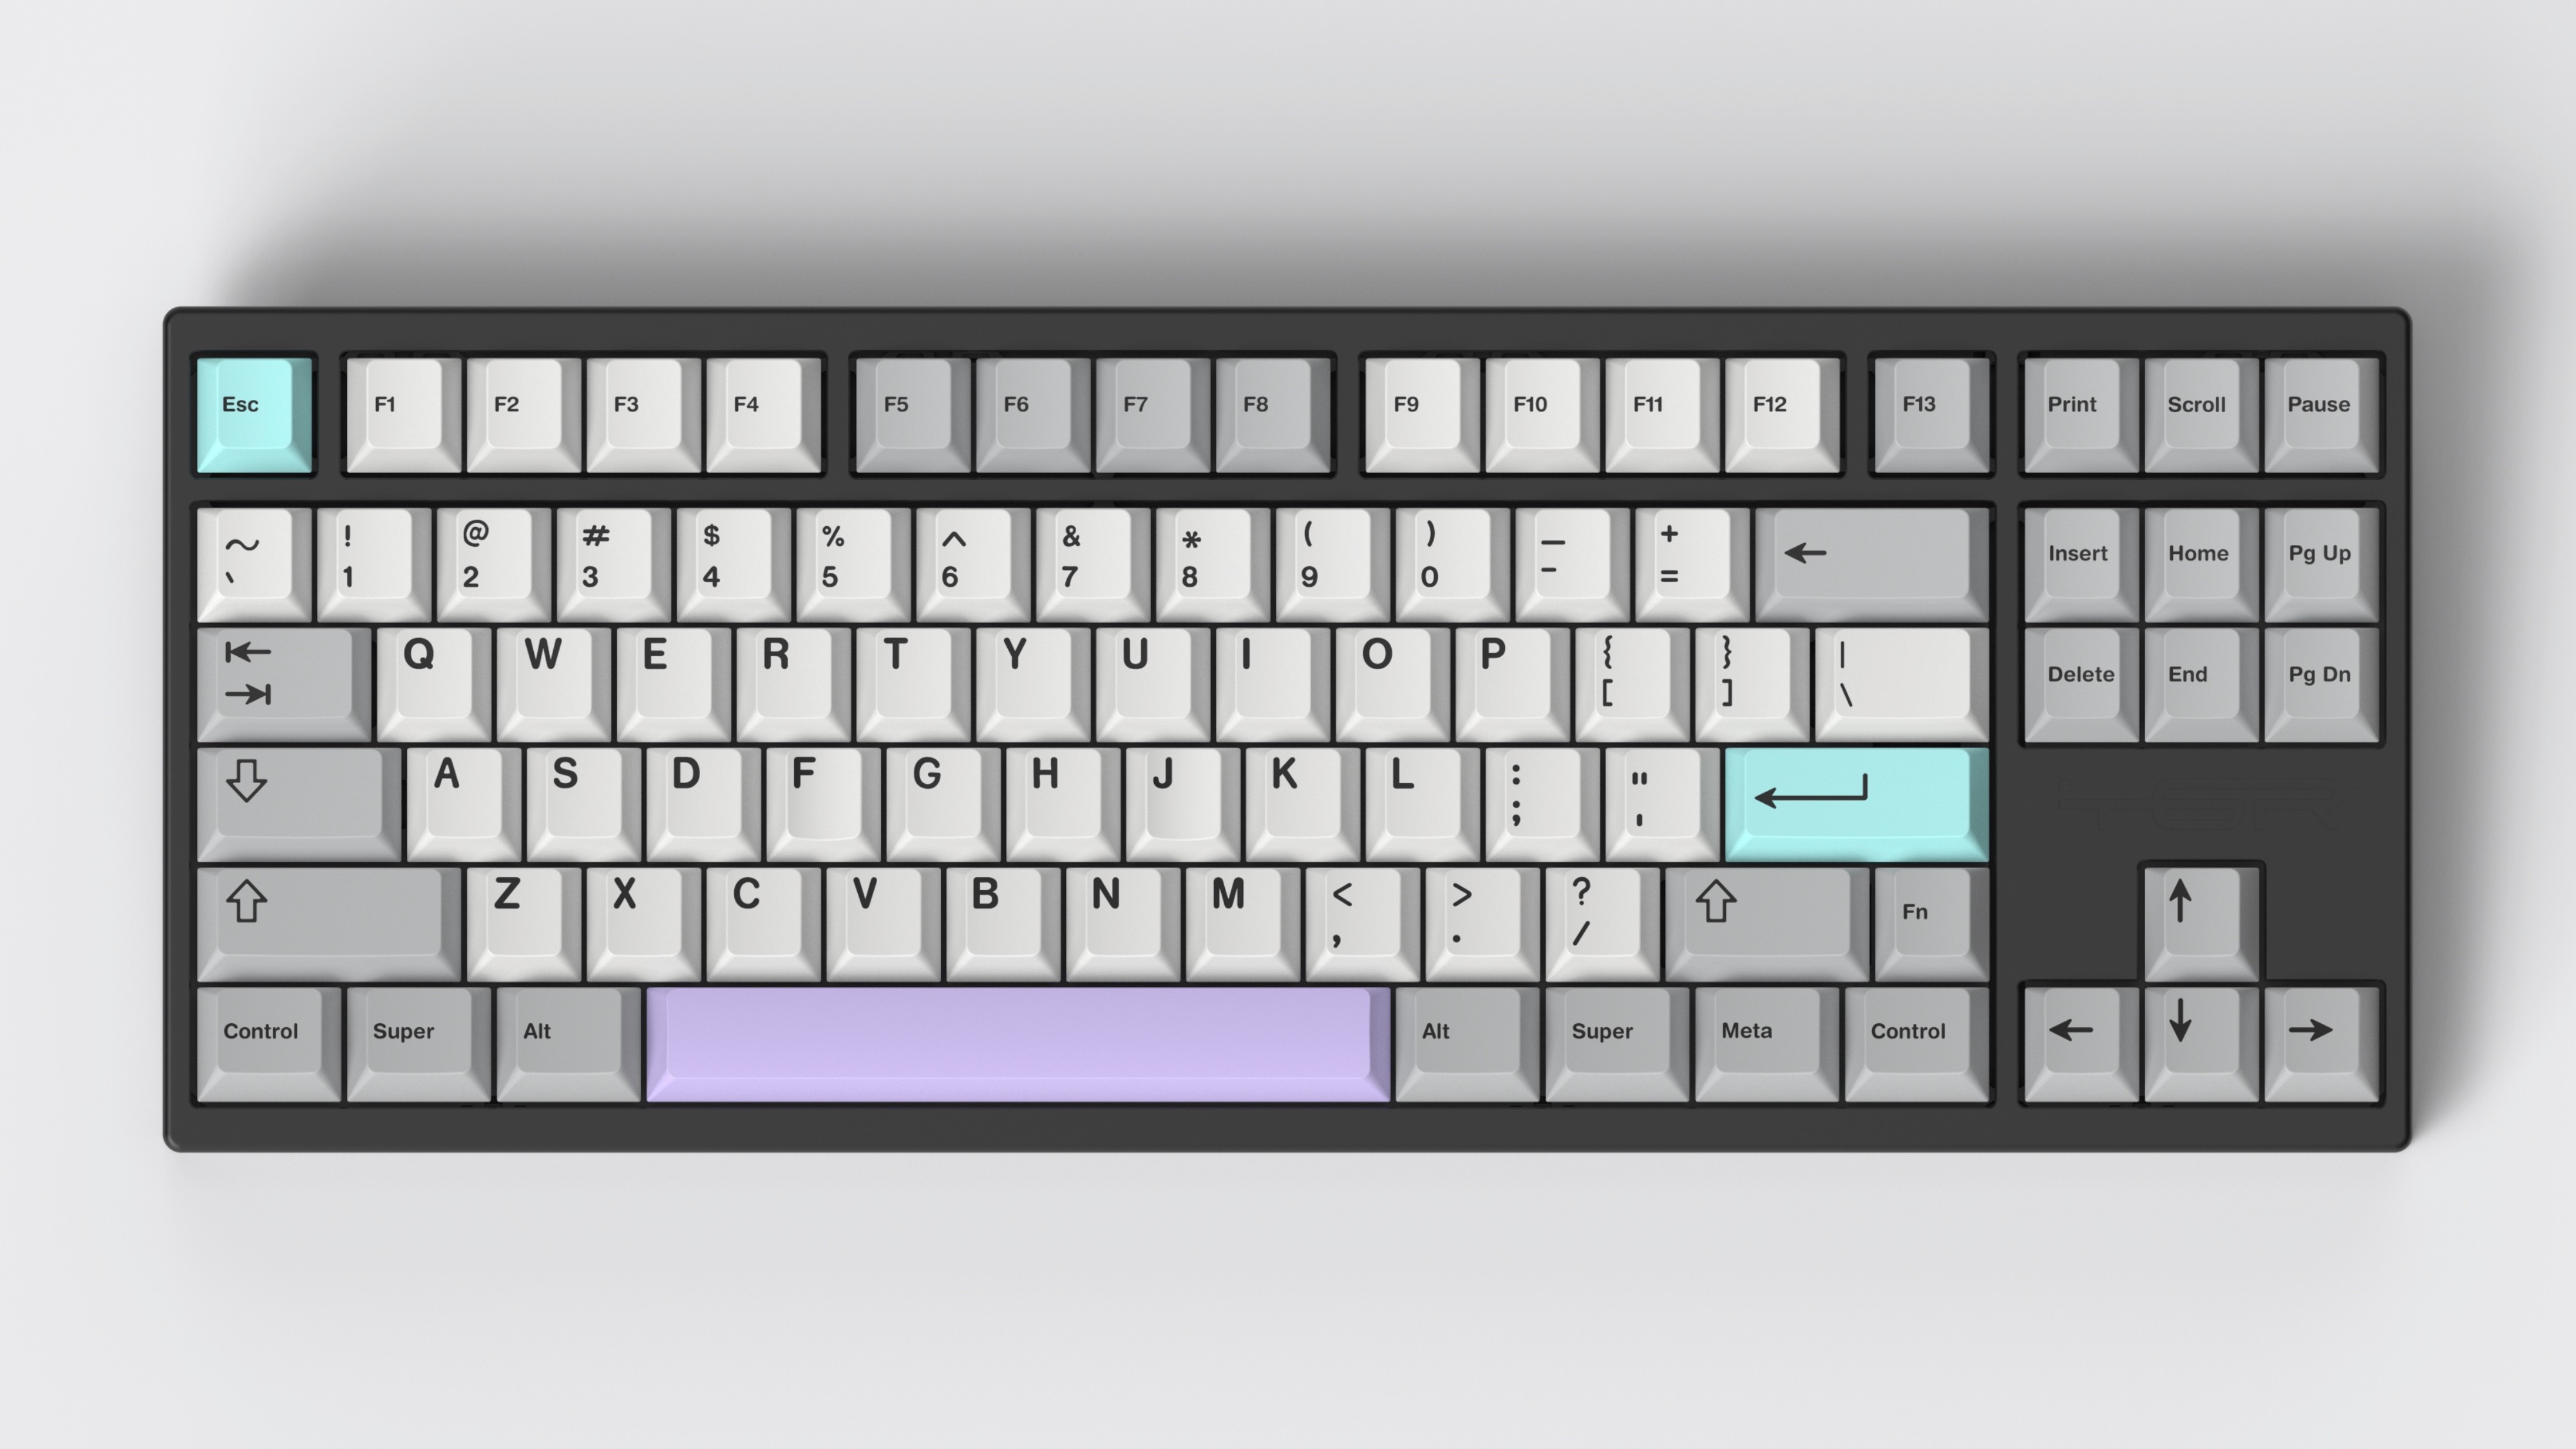 Esc F1 F2 F3 F4 F5 F6 F7 F8 F9 F10 F11 F12 F13 Print Scroll Pause
~ ! @ # $ % ^ & * ( ) _ +
` 1 2 3 4 5 6 7 8 9 0 - = ← Insert Home Pg Up
⇤ Q W E R T Y U I O P { } |
⇥ [ ] \ Delete End Pg Dn
⇩ A S D F G H J K L : "
; ' ↵
⇧ Z X C V B N M < > ? ⇧ Fn ↑
, . /
Control Super Alt Alt Super Meta Control ← ↓ →